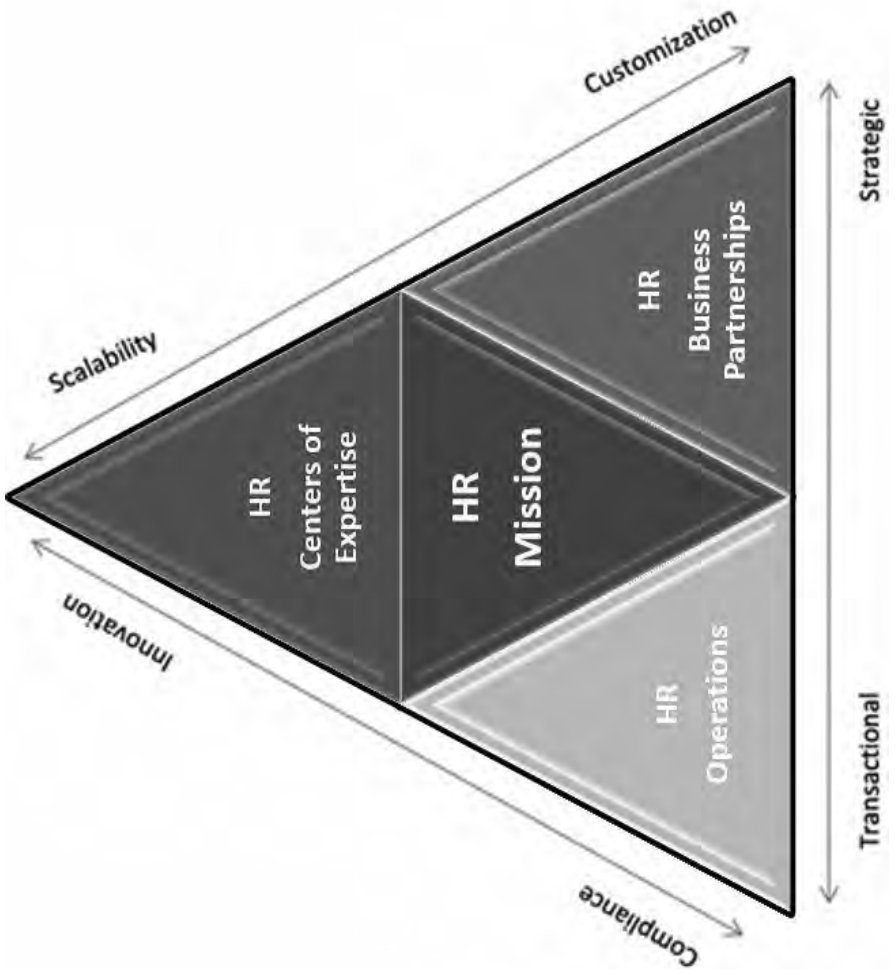 Scalability
Innovation
HR
Centers of
Expertise
Customization
HR
Mission
Compliance
HR
Operations
HR
Business
Partnerships
Transactional
Strategic